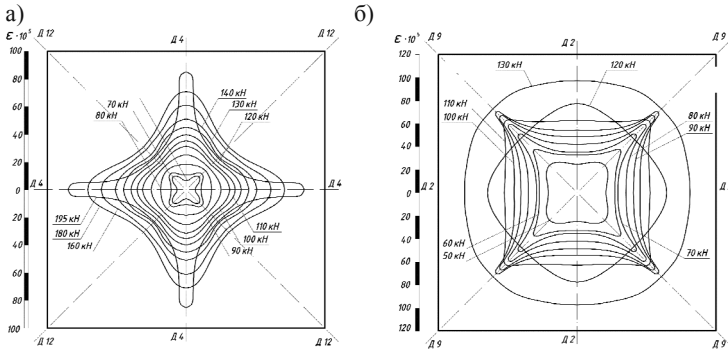 а)
ε·10⁵
Д 12
Д 4
Д 12
100
80
60
40
20
0
20
40
60
80
100
70 кН
80 кН
140 кН
130 кН
120 кН
Д 4
Д 4
195 кН
180 кН
160 кН
110 кН
100 кН
90 кН
Д 12
Д 4
Д 12
б)
ε·10⁵
Д 9
Д 2
Д 9
120
100
80
60
40
20
0
20
40
60
80
100
120
130 кН
120 кН
110 кН
100 кН
80 кН
90 кН
Д 2
60 кН
50 кН
70 кН
Д 9
Д 2
Д 9